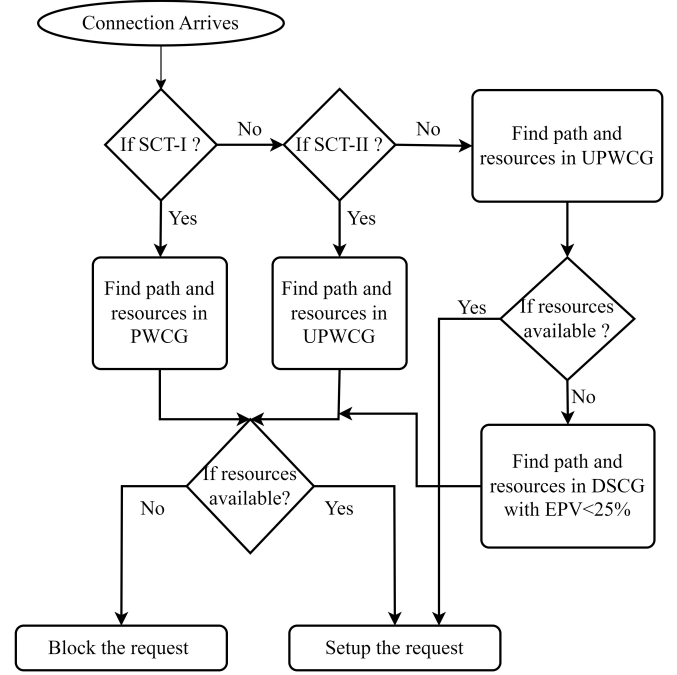 Connection Arrives
If SCT-I ?
No
If SCT-II ?
No
Find path and
resources in UPWCG
Yes
Yes
Find path and
resources in
PWCG
Find path and
resources in
UPWCG
Yes
If resources
available ?
No
If resources
available?
No
Yes
Find path and
resources in DSCG
with EPV<25%
Block the request
Setup the request